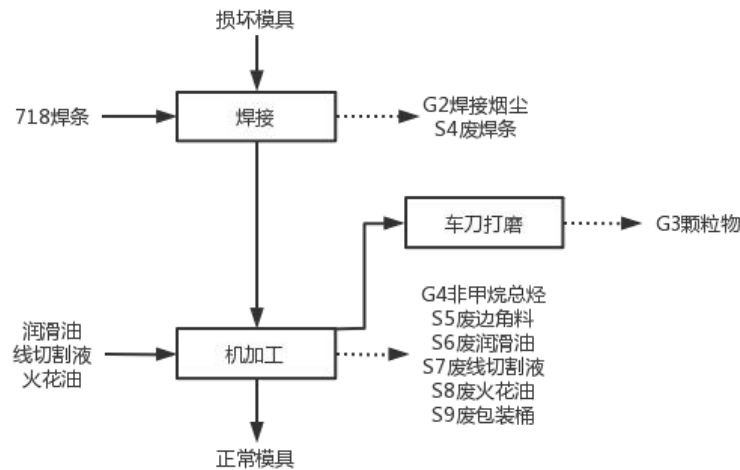 损坏模具
718焊条
焊接
G2焊接烟尘
S4废焊条
车刀打磨
G3颗粒物
润滑油
线切割液
火花油
机加工
G4非甲烷总烃
S5废边角料
S6废润滑油
S7废线切割液
S8废火花油
S9废包装桶
正常模具